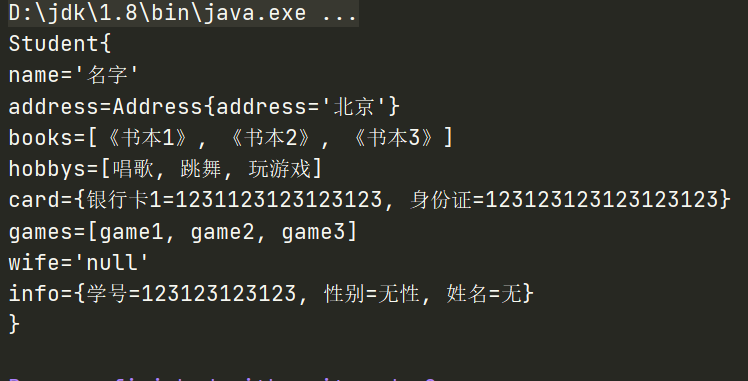 D:\jdk\1.8\bin\java.exe ...
Student{
name='名字'
address=Address{address='北京'}
books=[《书本1》, 《书本2》, 《书本3》]
hobbys=[唱歌, 跳舞, 玩游戏]
card={银行卡1=1231123123123123, 身份证=123123123123123123}
games=[game1, game2, game3]
wife='null'
info={学号=123123123123, 性别=无性, 姓名=无}
}